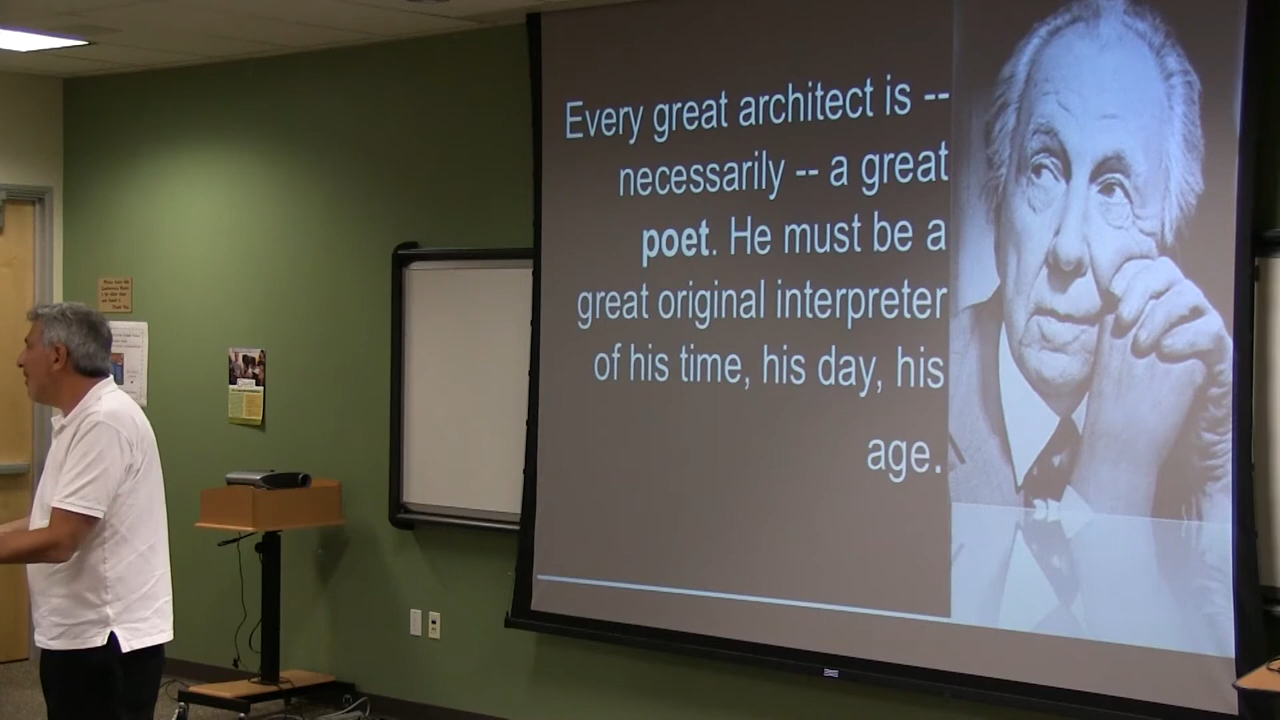 Every great architect is --
necessarily -- a great
poet. He must be a
great original interpreter
of his time, his day, his
age.